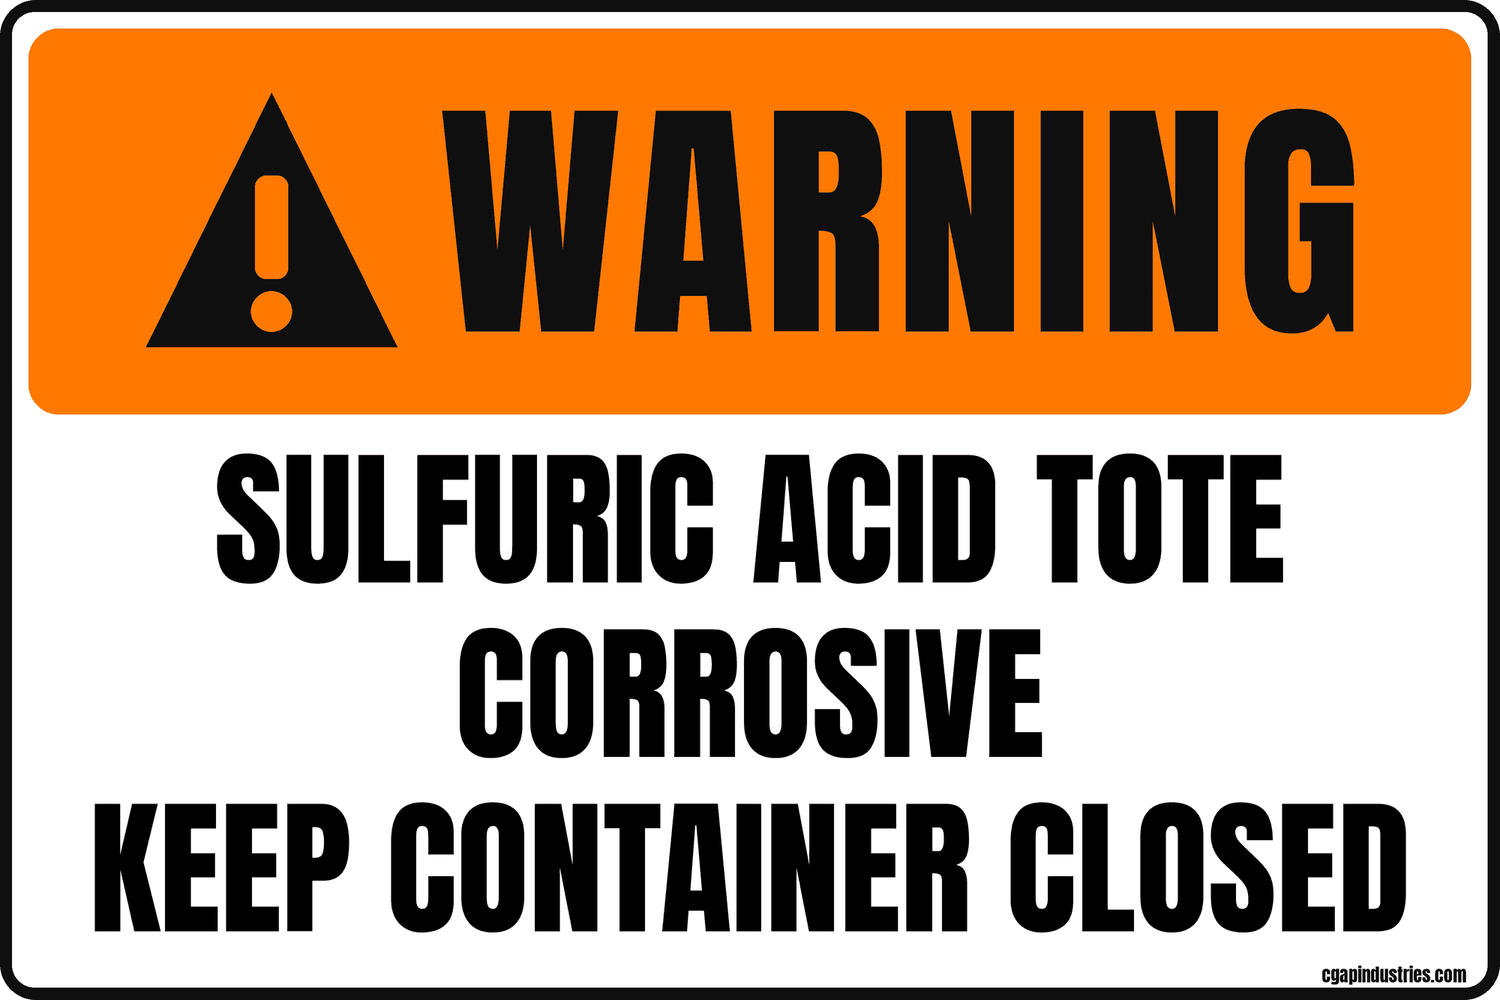 WARNING
SULFURIC ACID TOTE
CORROSIVE
KEEP CONTAINER CLOSED
cgapindustries.com